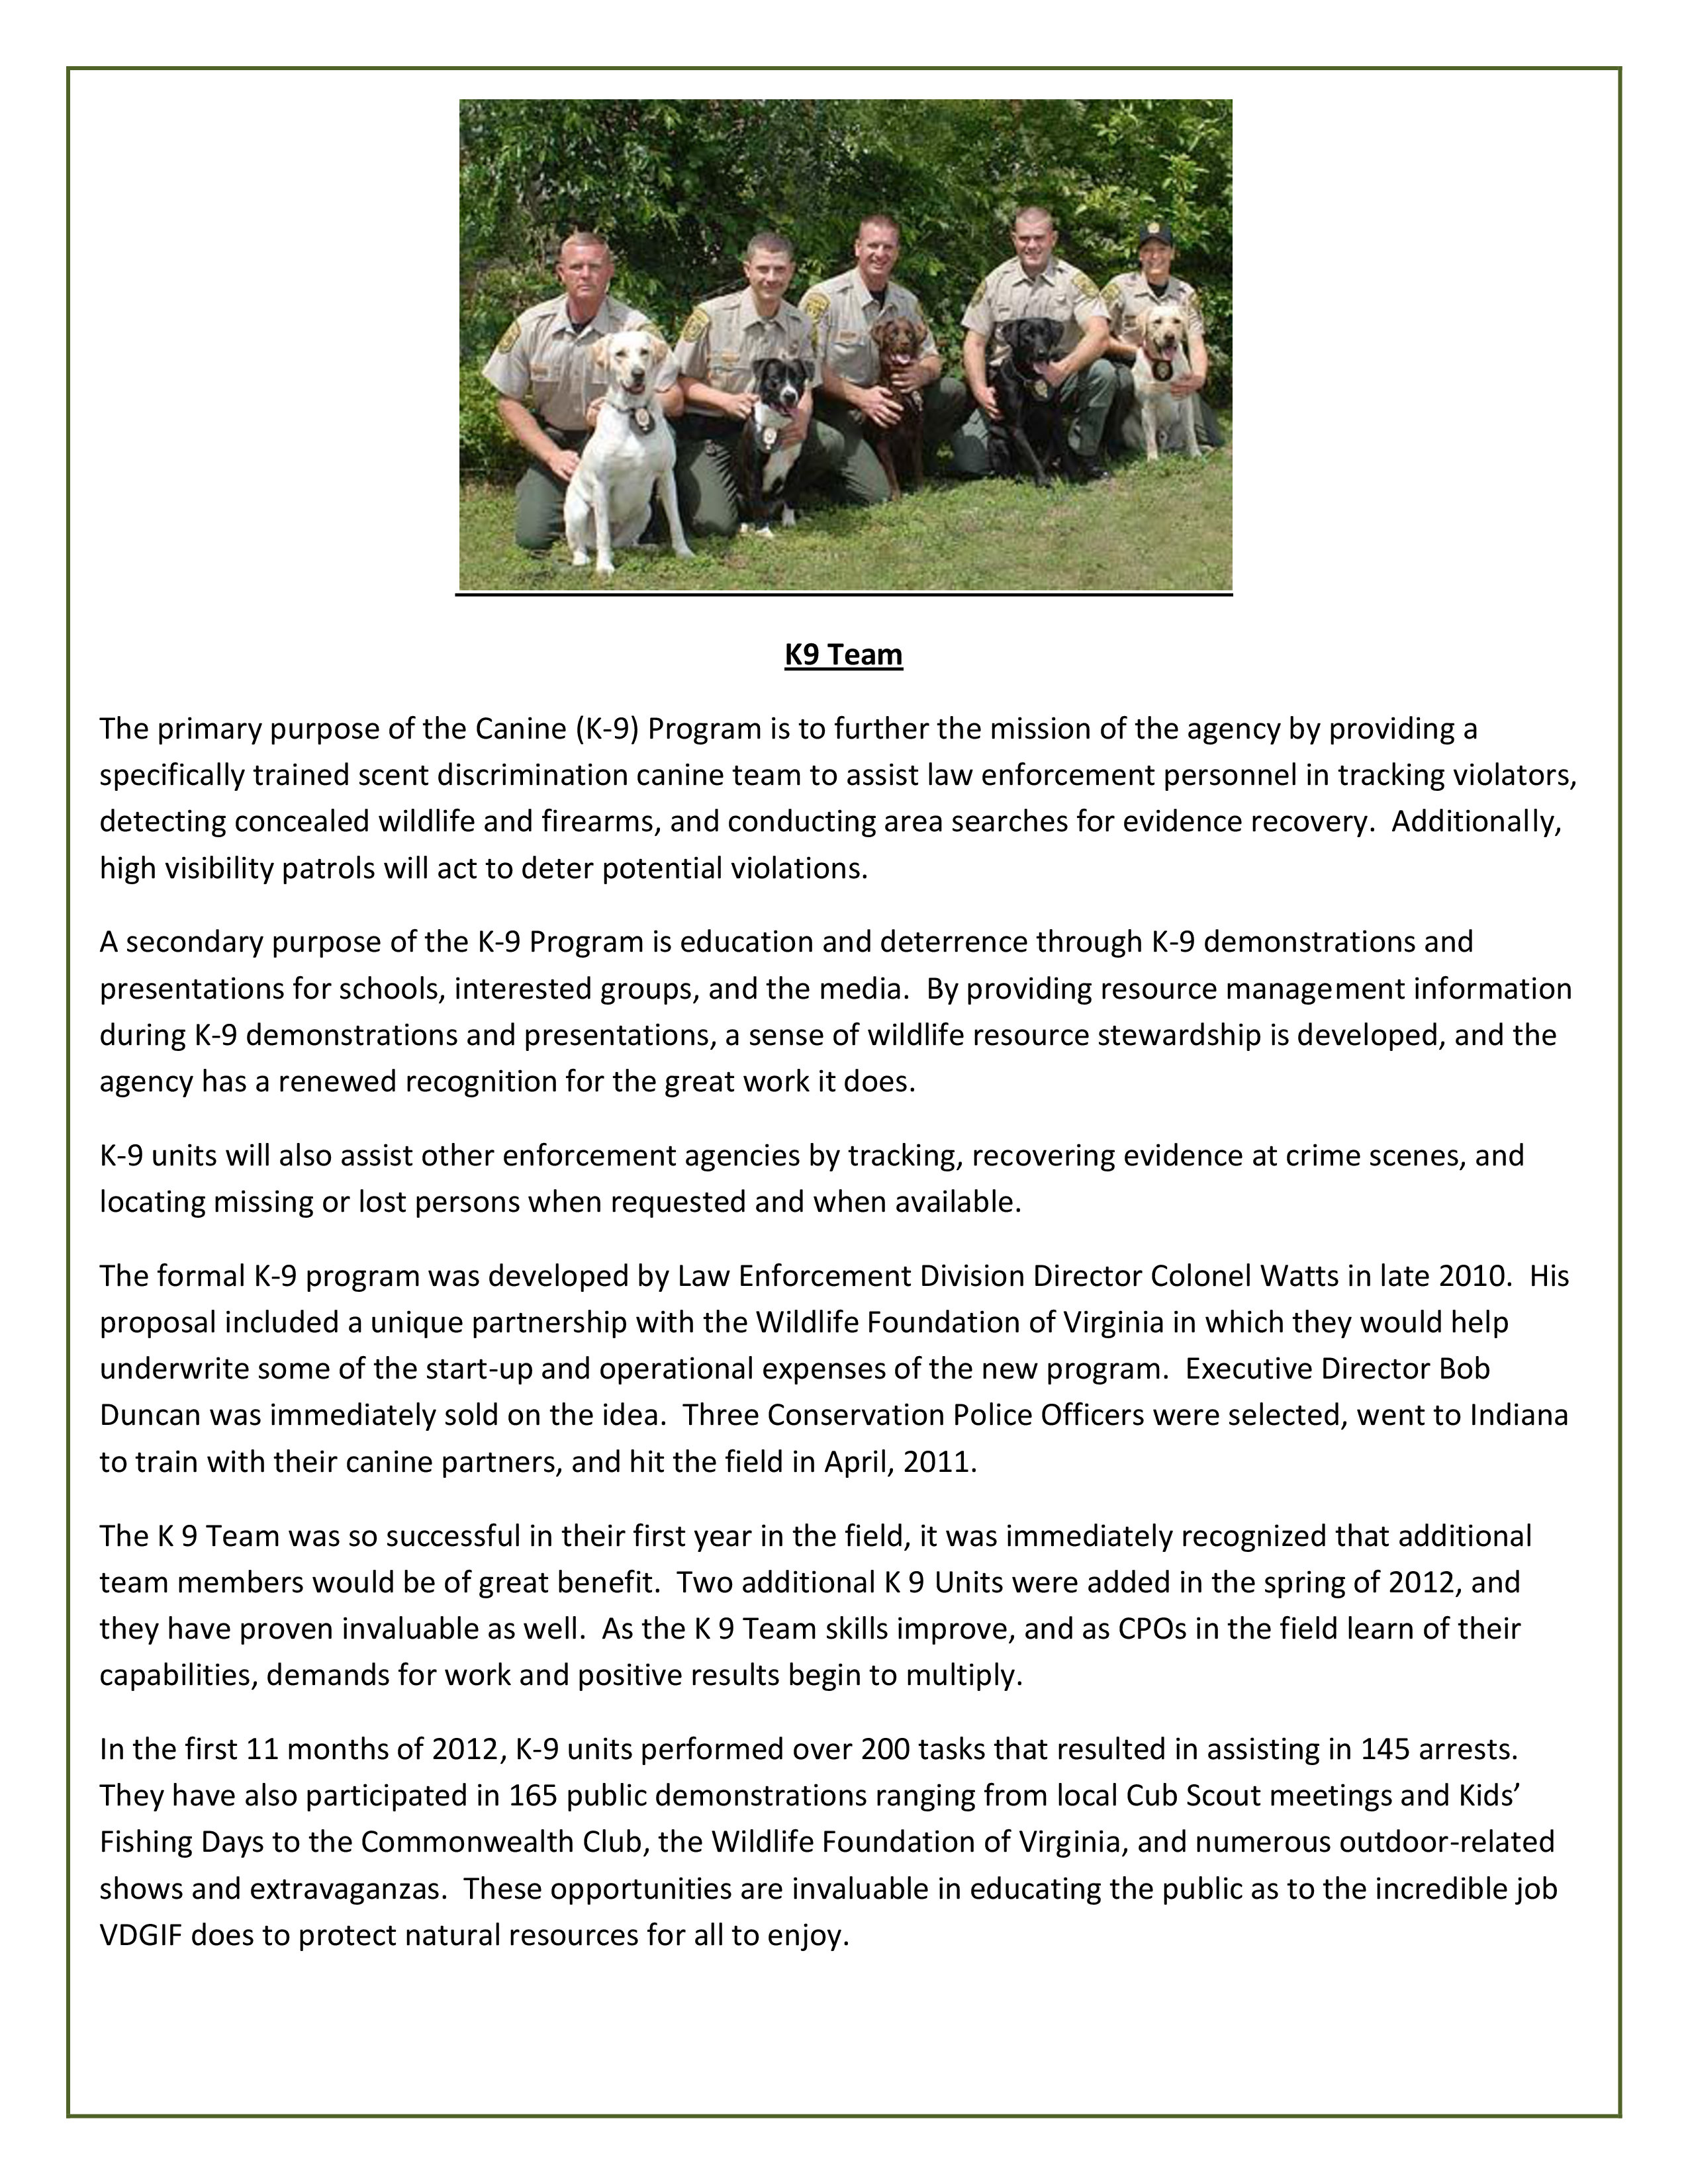 K9 Team
The primary purpose of the Canine (K-9) Program is to further the mission of the agency by providing a
specifically trained scent discrimination canine team to assist law enforcement personnel in tracking violators,
detecting concealed wildlife and firearms, and conducting area searches for evidence recovery.  Additionally,
high visibility patrols will act to deter potential violations.
A secondary purpose of the K-9 Program is education and deterrence through K-9 demonstrations and
presentations for schools, interested groups, and the media.  By providing resource management information
during K-9 demonstrations and presentations, a sense of wildlife resource stewardship is developed, and the
agency has a renewed recognition for the great work it does.
K-9 units will also assist other enforcement agencies by tracking, recovering evidence at crime scenes, and
locating missing or lost persons when requested and when available.
The formal K-9 program was developed by Law Enforcement Division Director Colonel Watts in late 2010.  His
proposal included a unique partnership with the Wildlife Foundation of Virginia in which they would help
underwrite some of the start-up and operational expenses of the new program.  Executive Director Bob
Duncan was immediately sold on the idea.  Three Conservation Police Officers were selected, went to Indiana
to train with their canine partners, and hit the field in April, 2011.
The K 9 Team was so successful in their first year in the field, it was immediately recognized that additional
team members would be of great benefit.  Two additional K 9 Units were added in the spring of 2012, and
they have proven invaluable as well.  As the K 9 Team skills improve, and as CPOs in the field learn of their
capabilities, demands for work and positive results begin to multiply.
In the first 11 months of 2012, K-9 units performed over 200 tasks that resulted in assisting in 145 arrests.
They have also participated in 165 public demonstrations ranging from local Cub Scout meetings and Kids’
Fishing Days to the Commonwealth Club, the Wildlife Foundation of Virginia, and numerous outdoor-related
shows and extravaganzas.  These opportunities are invaluable in educating the public as to the incredible job
VDGIF does to protect natural resources for all to enjoy.